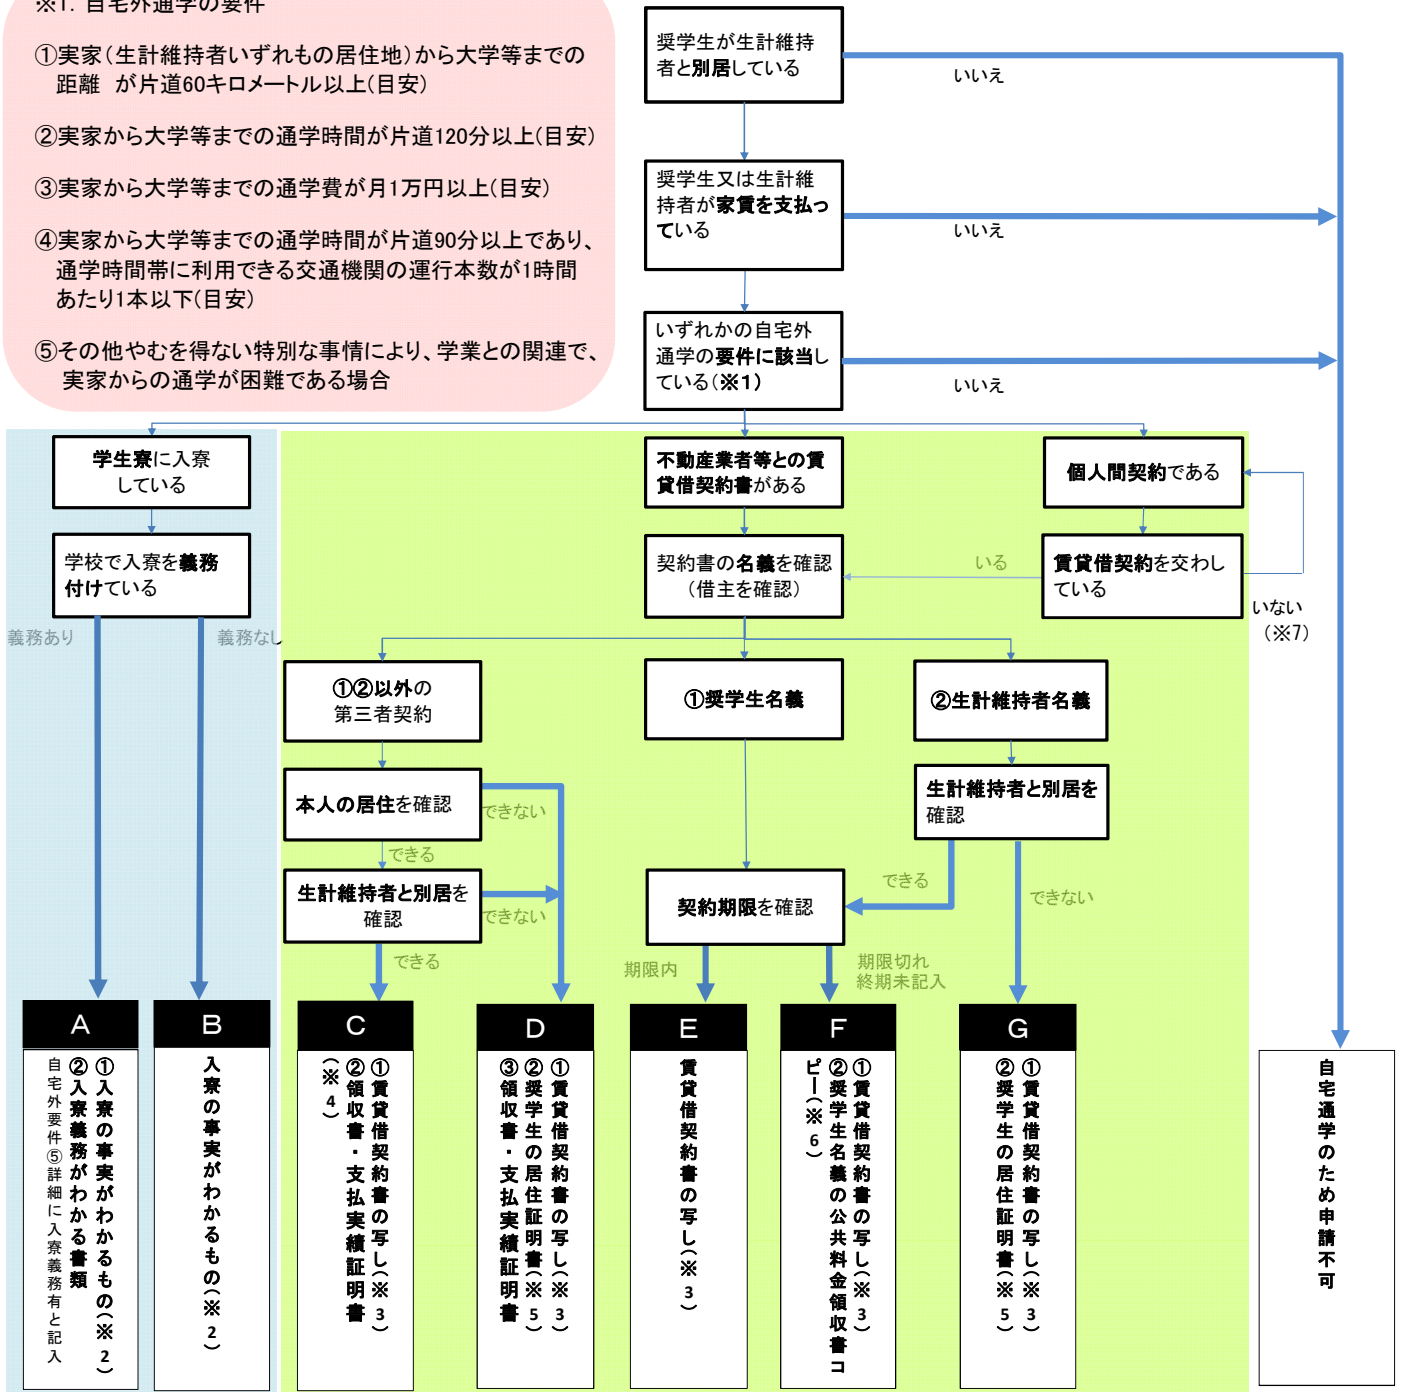 ※1. 自宅外通学の要件
①実家(生計維持者いずれもの居住地)から大学等までの
距離 が片道60キロメートル以上(目安)
②実家から大学等までの通学時間が片道120分以上(目安)
③実家から大学等までの通学費が月1万円以上(目安)
④実家から大学等までの通学時間が片道90分以上であり、
通学時間帯に利用できる交通機関の運行本数が1時間
あたり1本以下(目安)
⑤その他やむを得ない特別な事情により、学業との関連で、
実家からの通学が困難である場合
奨学生が生計維持
者と別居している
いいえ
奨学生又は生計維
持者が家賃を支払っ
ている
いいえ
いずれかの自宅外
通学の要件に該当し
ている(※1)
いいえ
学生寮に入寮
している
不動産業者等との賃
貸借契約書がある
個人間契約である
学校で入寮を義務
付けている
契約書の名義を確認
(借主を確認)
いる
賃貸借契約を交わし
ている
いない
(※7)
義務あり
義務なし
①②以外の
第三者契約
①奨学生名義
②生計維持者名義
本人の居住を確認
できない
生計維持者と別居を
確認
できる
生計維持者と別居を
確認
できない
契約期限を確認
できる
できない
できる
期限内
期限切れ
終期未記入
A
①入寮の事実がわかるもの(※2)
②入寮義務がわかる書類
自宅外要件⑤詳細に入寮義務有と記入
B
入寮の事実がわかるもの(※2)
C
①賃貸借契約書の写し(※3)
②領収書・支払実績証明書
(※4)
D
①賃貸借契約書の写し(※3)
②奨学生の居住証明書(※5)
③領収書・支払実績証明書
E
賃貸借契約書の写し(※3)
F
①賃貸借契約書の写し(※3)
②奨学生名義の公共料金領収書コ
ピー(※6)
G
①賃貸借契約書の写し(※3)
②奨学生の居住証明書(※5)
自宅通学のため申請不可